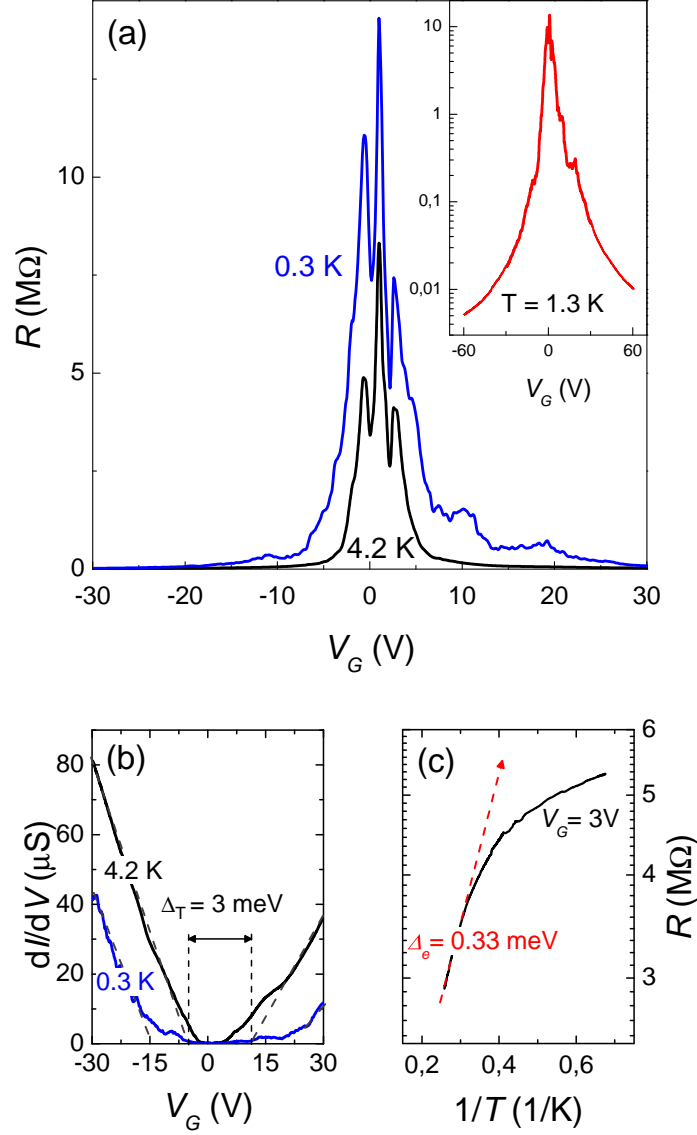 (a)
R (MΩ)
10
5
0
0.3 K
4.2 K
-30 -20 -10 0 10 20 30
V_G (V)
10
1
0,1
0,01
T = 1.3 K
-60 0 60
V_G (V)
(b)
dI/dV (μS)
80
60
40
20
0
4.2 K
0.3 K
Δ_T = 3 meV
-30 -15 0 15 30
V_G (V)
(c)
6
5
4
3
R (MΩ)
V_G= 3V
Δ_e= 0.33 meV
0,2 0,4 0,6
1/T (1/K)